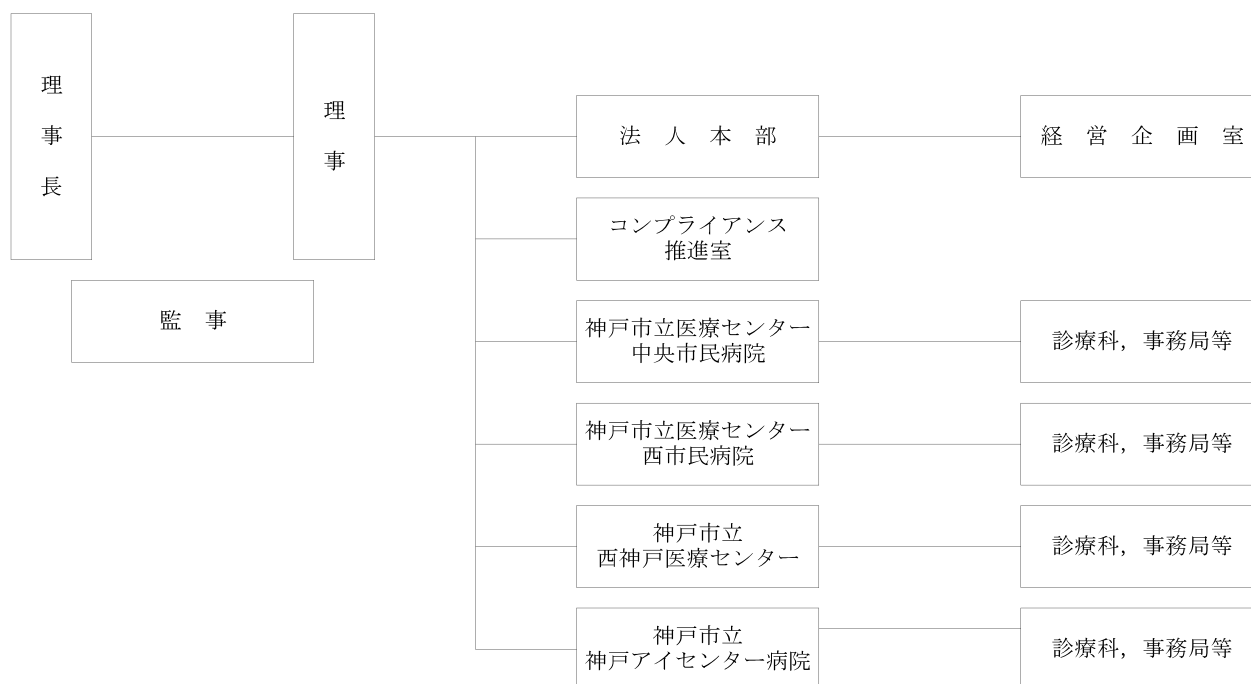 理事長
理事
監　事
法　人　本　部
経　営　企　画　室
コンプライアンス
推進室
神戸市立医療センター
中央市民病院
診療科，事務局等
神戸市立医療センター
西市民病院
診療科，事務局等
神戸市立
西神戸医療センター
診療科，事務局等
神戸市立
神戸アイセンター病院
診療科，事務局等